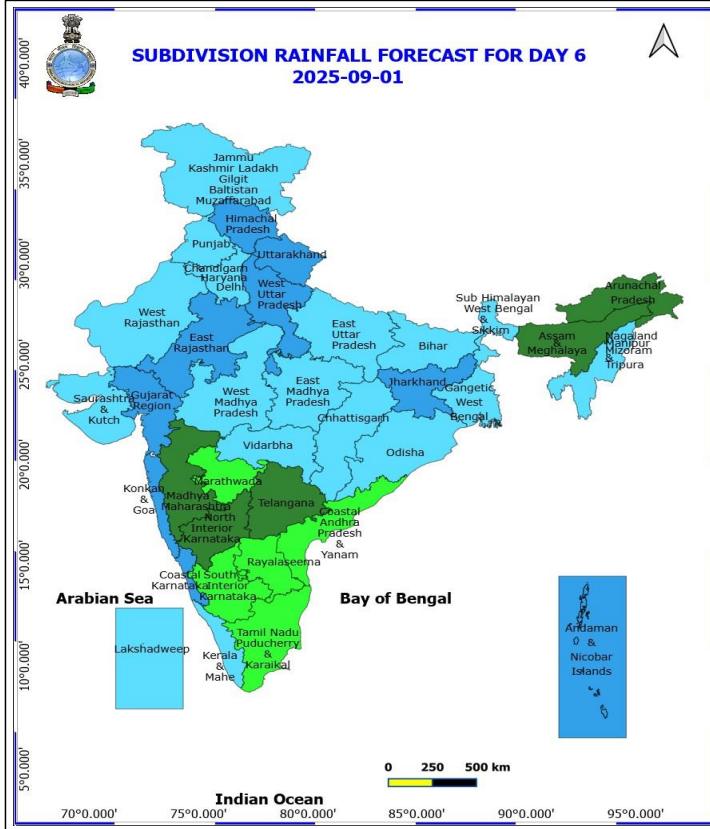 SUBDIVISION RAINFALL FORECAST FOR DAY 6
2025-09-01
40°0.000'
35°0.000'
30°0.000'
25°0.000'
20°0.000'
15°0.000'
10°0.000'
5°0.000'
Jammu
Kashmir Ladakh
Gilgit
Baltistan
Muzaffarabad
Himachal
Pradesh
Punjab
Uttarakhand
Chandigarh
Haryana
Delhi
West
Uttar
Pradesh
West
Rajasthan
East
Rajasthan
East
Uttar
Pradesh
Bihar
Sub Himalayan
West Bengal
&
Sikkim
Arunachal
Pradesh
Assam
&
Meghalaya
Nagaland
Manipur
Mizoram
&
Tripura
Saurashtra
&
Kutch
Gujarat
Region
West
Madhya
Pradesh
East
Madhya
Pradesh
Jharkhand
Gangetic
West
Bengal
Chhattisgarh
Vidarbha
Odisha
Konkan
&
Goa
Madhya
Maharashtra
Marathwada
North
Interior
Karnataka
Telangana
Coastal
Andhra
Pradesh
&
Yanam
Rayalaseema
Coastal
Karnataka
South
Interior
Karnataka
Tamil Nadu
Puducherry
&
Karaikal
Kerala
&
Mahe
Lakshadweep
Andaman
&
Nicobar
Islands
Arabian Sea
Bay of Bengal
Indian Ocean
0 250 500 km
70°0.000' 75°0.000' 80°0.000' 85°0.000' 90°0.000' 95°0.000'